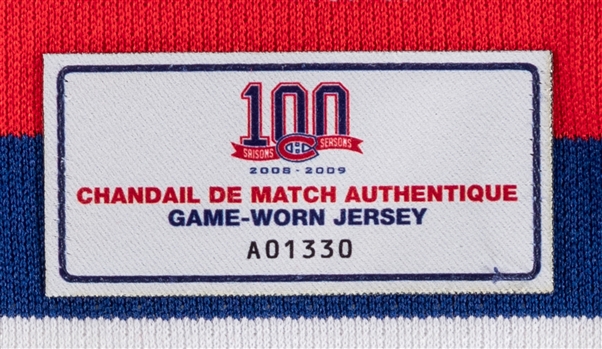 100
SAISONS SEASONS
2008 - 2009
CHANDAIL DE MATCH AUTHENTIQUE
GAME-WORN JERSEY
A01330